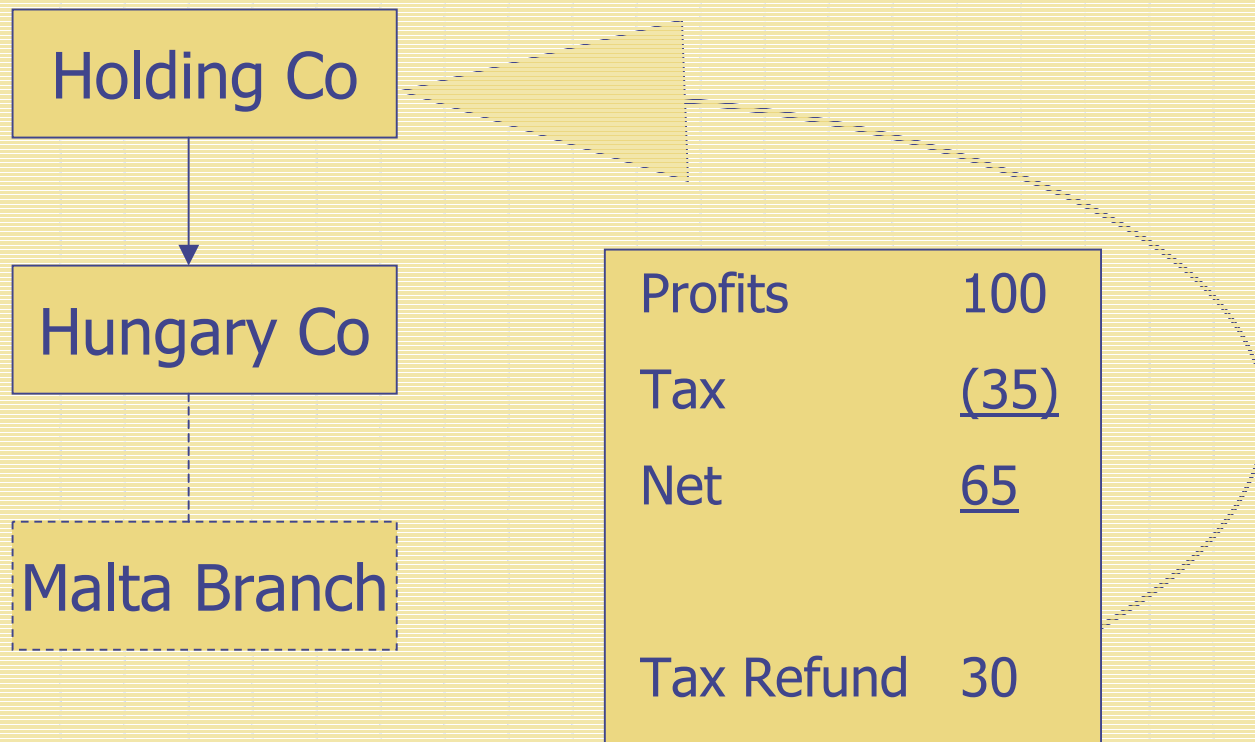 Holding Co
Hungary Co
Malta Branch
Profits 100
Tax (35)
Net 65
Tax Refund 30